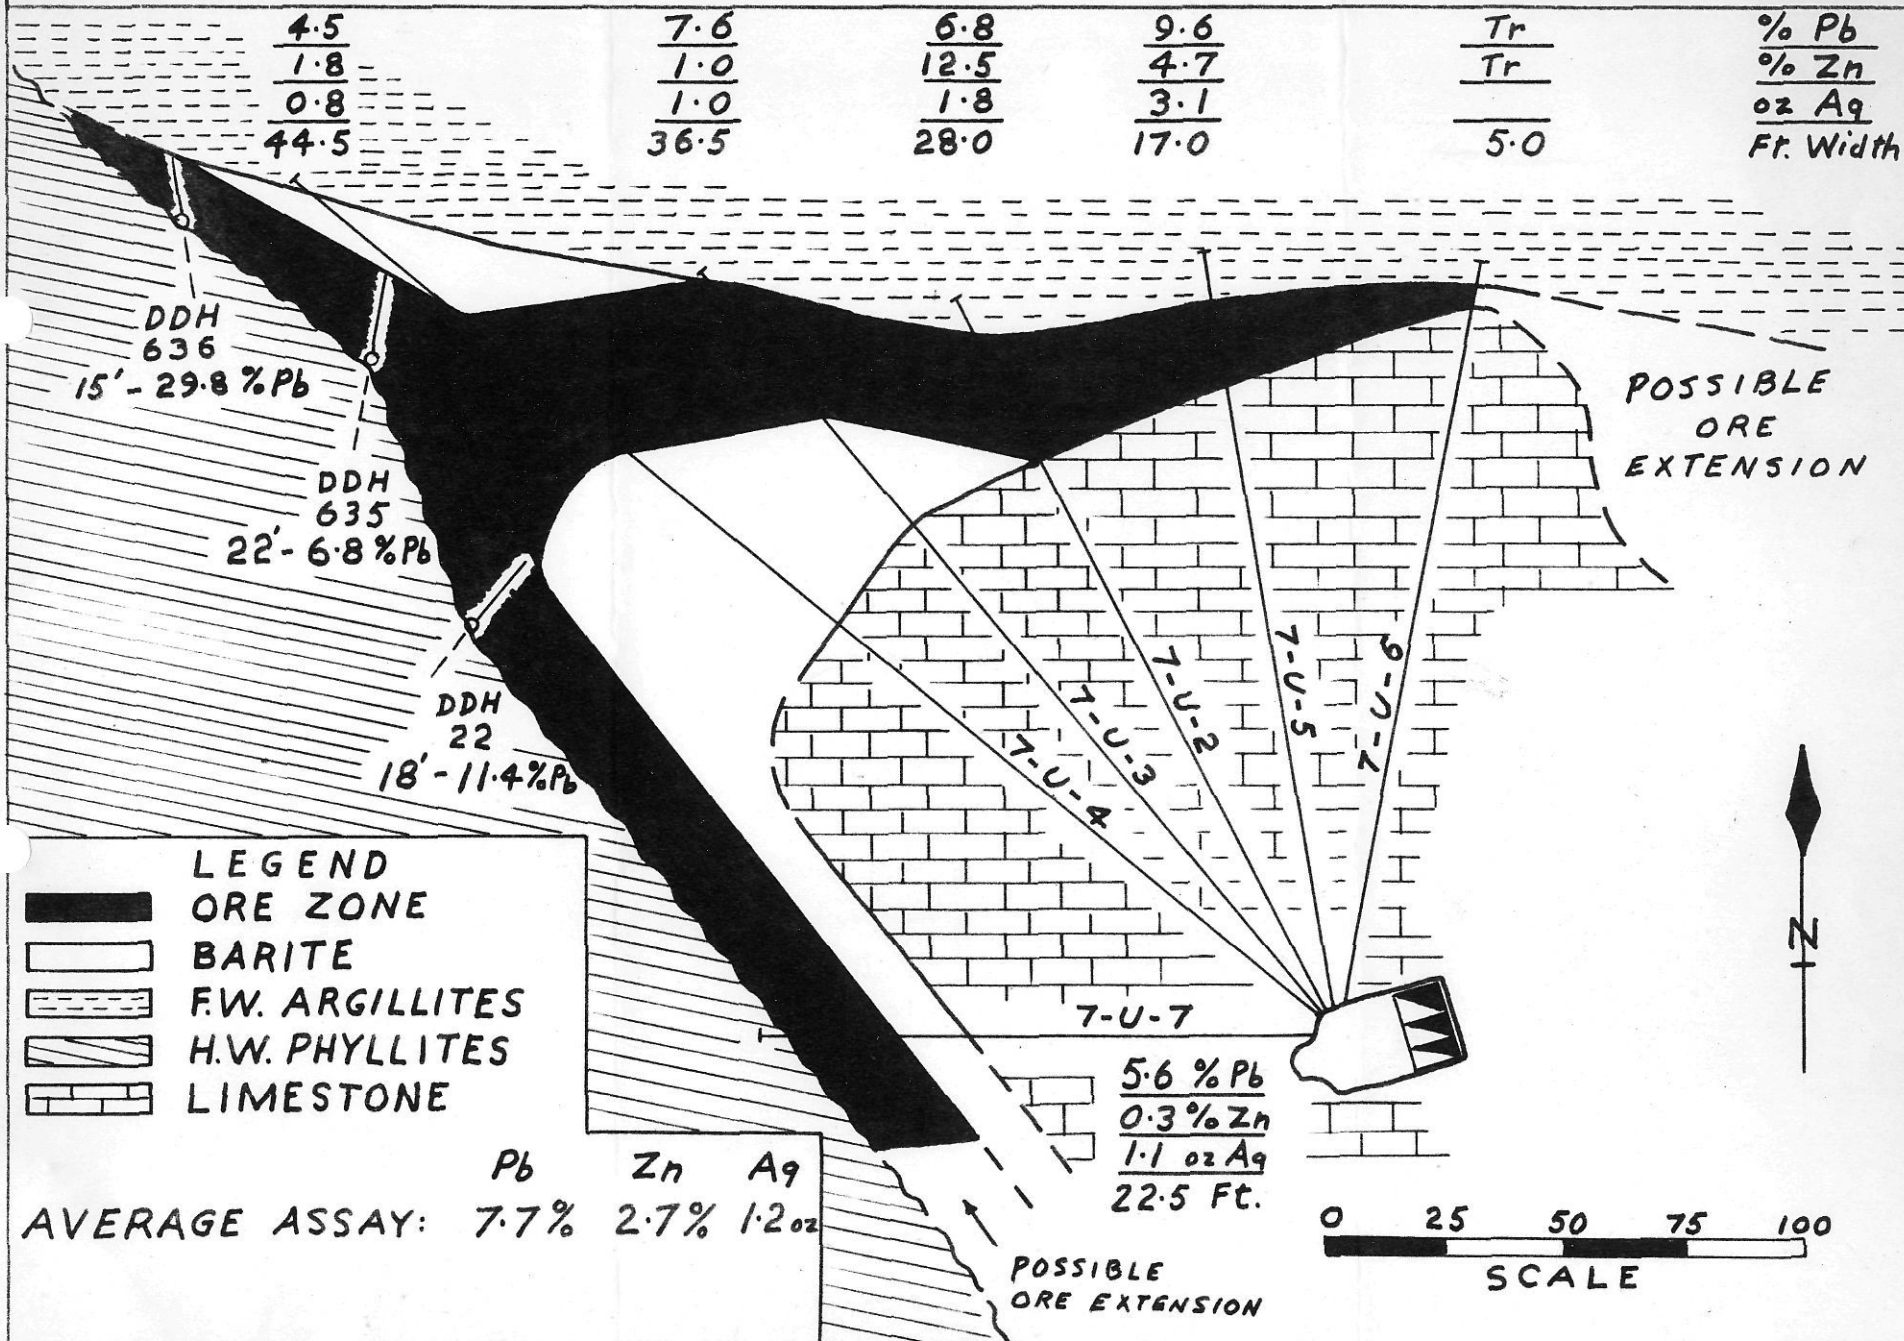 4.5 7.6 6.8 9.6 Tr % Pb
1.8 1.0 12.5 4.7 Tr % Zn
0.8 1.0 1.8 3.1 oz Ag
44.5 36.5 28.0 17.0 5.0 Ft. Width
DDH
636
15' - 29.8 % Pb
DDH
635
22' - 6.8 % Pb
DDH
22
18' - 11.4% Pb
POSSIBLE
ORE
EXTENSION
7-U-4
7-U-3
7-U-2
7-U-5
7-U-6
7-U-7
N
5.6 % Pb
0.3 % Zn
1.1 oz Ag
22.5 Ft.
LEGEND
ORE ZONE
BARITE
F.W. ARGILLITES
H.W. PHYLLITES
LIMESTONE
Pb Zn Ag
AVERAGE ASSAY: 7.7% 2.7% 1.2 oz
POSSIBLE
ORE EXTENSION
0 25 50 75 100
SCALE